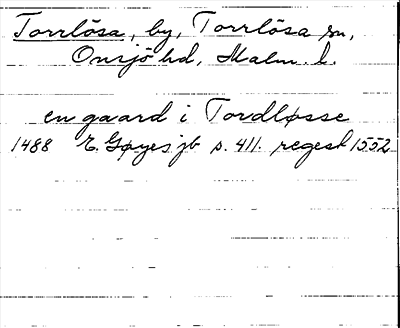 Torrlösa, by, Torrlösa sn,
Onsjö hd, Malm. l.
en gaard i Tordløsse
1488 E. Gøyes jb s. 411. regest 1552